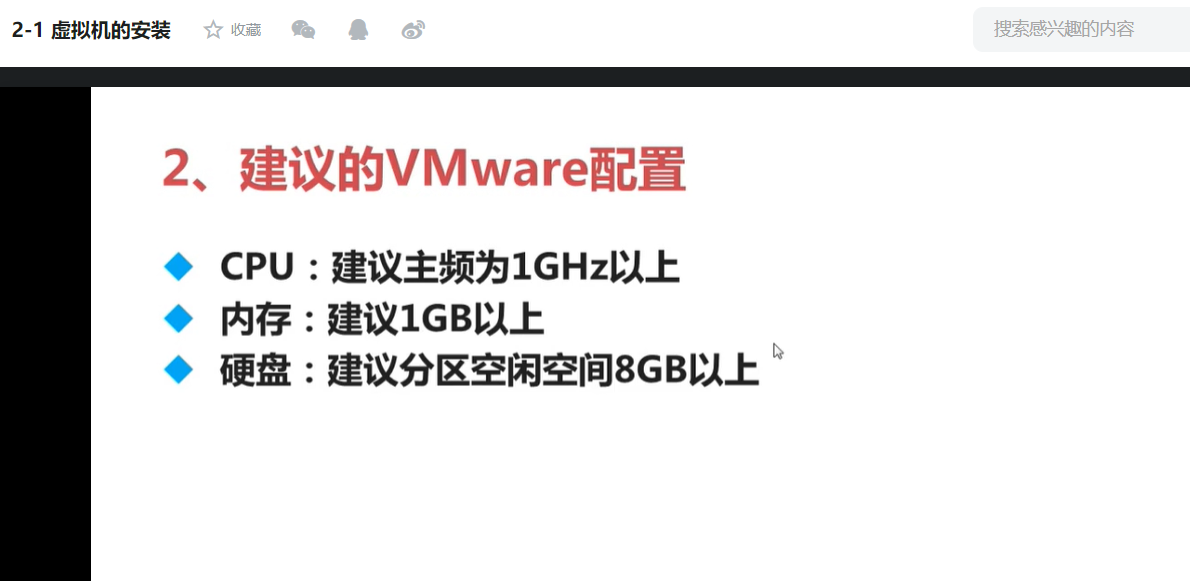 2-1 虚拟机的安装 收藏 搜索感兴趣的内容
2、建议的VMware配置
CPU：建议主频为1GHz以上
内存：建议1GB以上
硬盘：建议分区空闲空间8GB以上